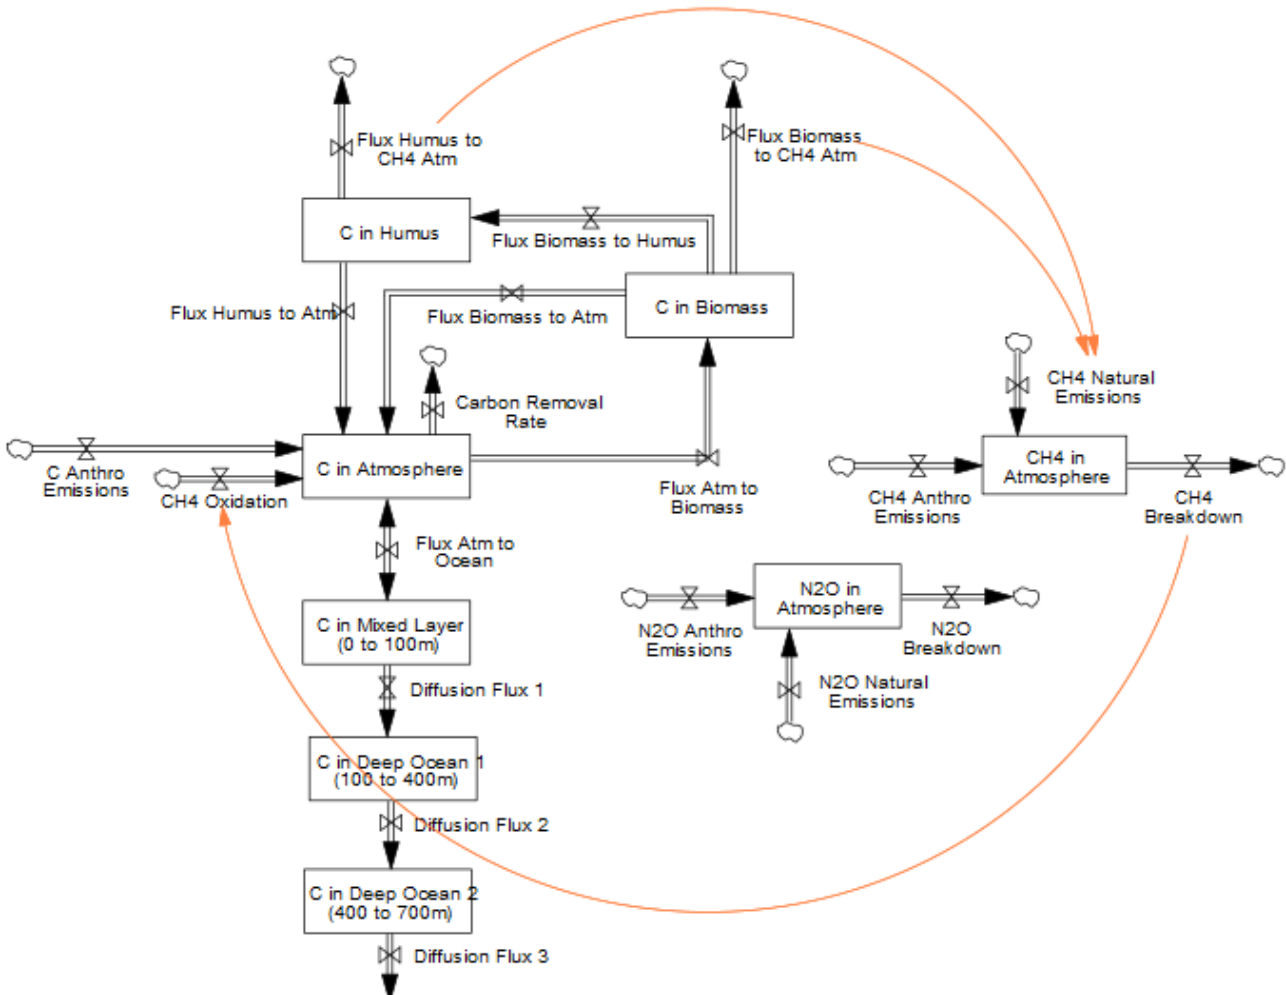 Flux Humus to
CH4 Atm
Flux Biomass
to CH4 Atm
C in Humus
Flux Biomass to Humus
Flux Humus to Atm
Flux Biomass to Atm
C in Biomass
Carbon Removal
Rate
CH4 Natural
Emissions
C Anthro
Emissions
CH4 Oxidation
C in Atmosphere
Flux Atm to
Biomass
CH4 Anthro
Emissions
CH4 in
Atmosphere
CH4
Breakdown
Flux Atm to
Ocean
N2O Anthro
Emissions
N2O in
Atmosphere
N2O
Breakdown
C in Mixed Layer
(0 to 100m)
N2O Natural
Emissions
Diffusion Flux 1
C in Deep Ocean 1
(100 to 400m)
Diffusion Flux 2
C in Deep Ocean 2
(400 to 700m)
Diffusion Flux 3